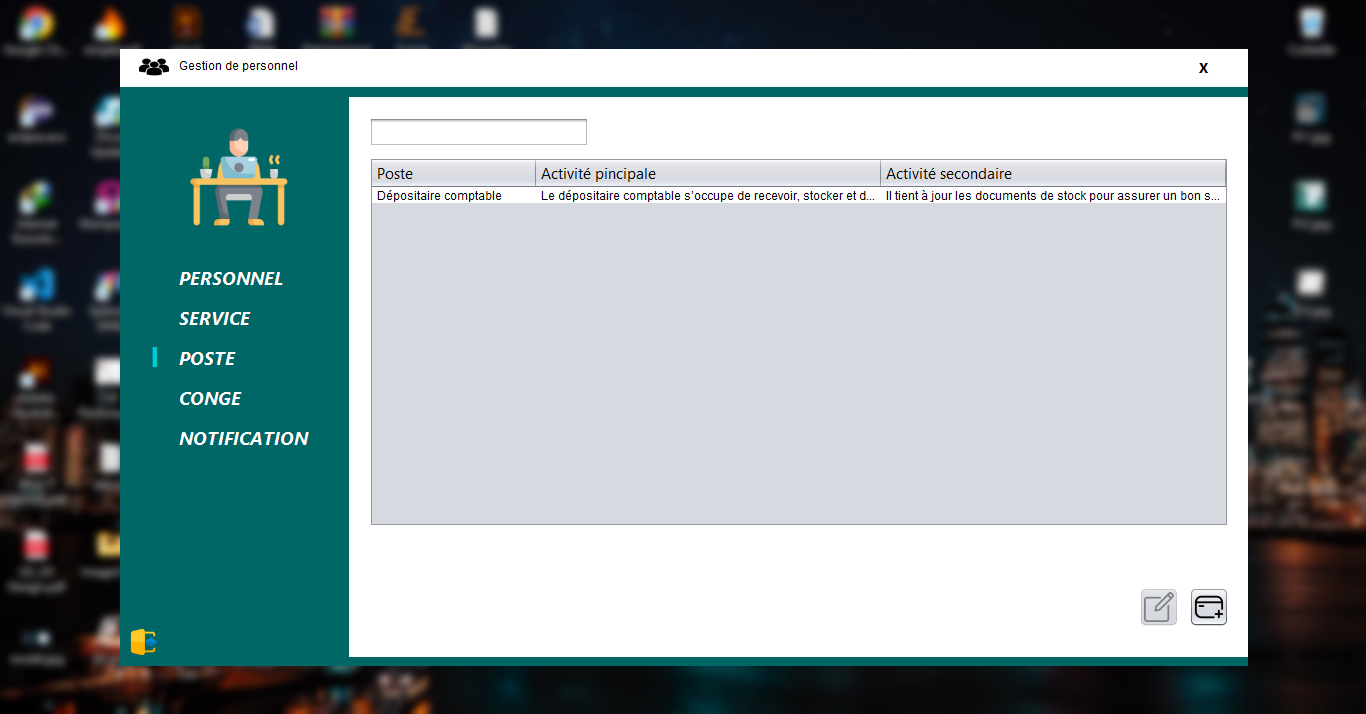 Gestion de personnel
X
Poste Activité pincipale Activité secondaire
Dépositaire comptable Le dépositaire comptable s'occupe de recevoir, stocker et d... Il tient à jour les documents de stock pour assurer un bon s...
PERSONNEL
SERVICE
POSTE
CONGE
NOTIFICATION